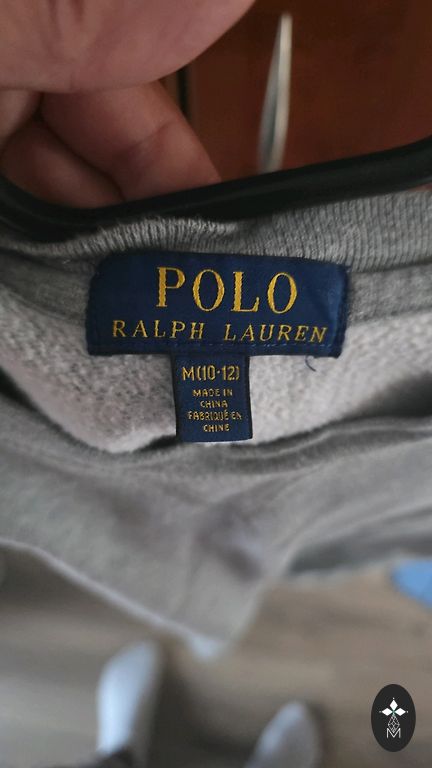 POLO
RALPH LAUREN
M(10-12)
MADE IN
CHINA
FABRIQUÉ EN
CHINE
M